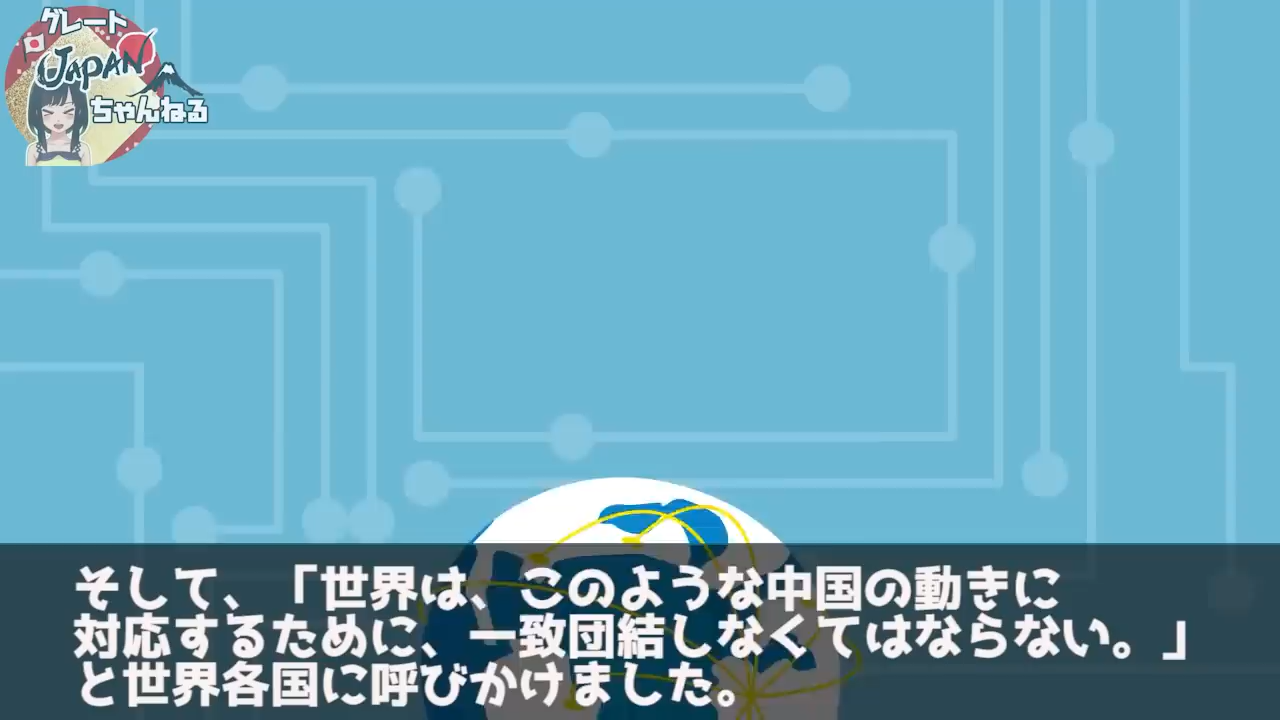 グレート
JAPAN
ちゃんねる
そして、「世界は、このような中国の動きに
対応するために、一致団結しなくてはならない。」
と世界各国に呼びかけました。